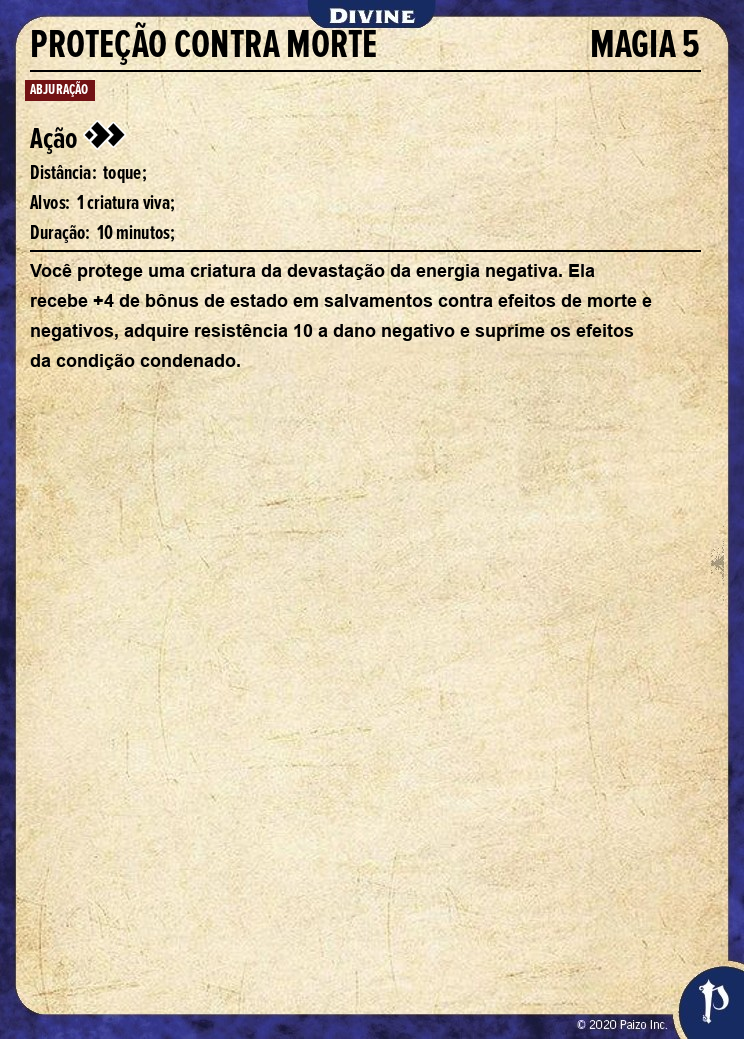 DIVINE
PROTEÇÃO CONTRA MORTE MAGIA 5
ABJURAÇÃO
Ação
Distância: toque;
Alvos: 1 criatura viva;
Duração: 10 minutos;
Você protege uma criatura da devastação da energia negativa. Ela
recebe +4 de bônus de estado em salvamentos contra efeitos de morte e
negativos, adquire resistência 10 a dano negativo e suprime os efeitos
da condição condenado.
© 2020 Paizo Inc.